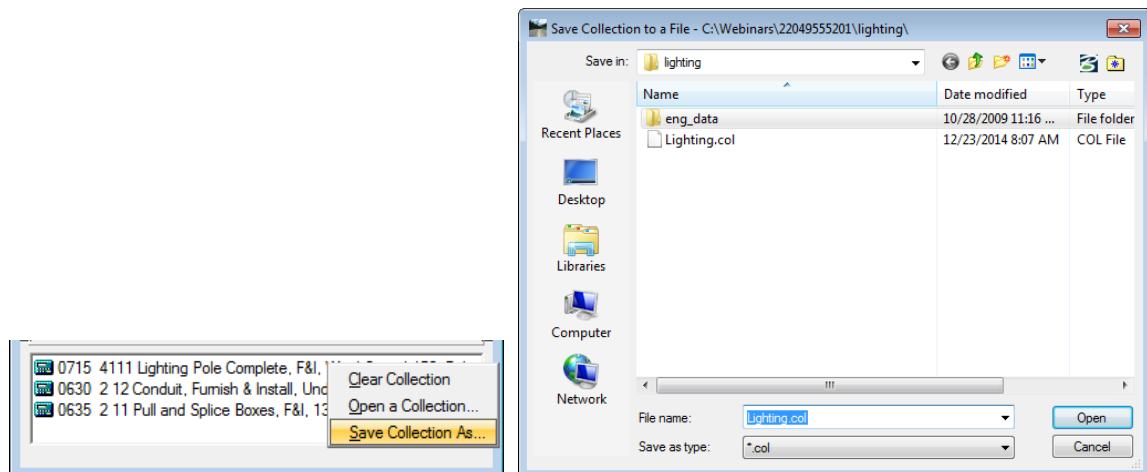 0715 4111 Lighting Pole Complete, F&I,
0630 2 12 Conduit, Furnish & Install,
0635 2 11 Pull and Splice Boxes, F&I, 13
Clear Collection
Open a Collection...
Save Collection As...
Save Collection to a File - C:\Webinars\22049555201\lighting\
Save in: lighting
Name Date modified Type
eng_data 10/28/2009 11:16 ... File folder
Lighting.col 12/23/2014 8:07 AM COL File
Recent Places
Desktop
Libraries
Computer
Network
File name: Lighting.col Open
Save as type: *.col Cancel